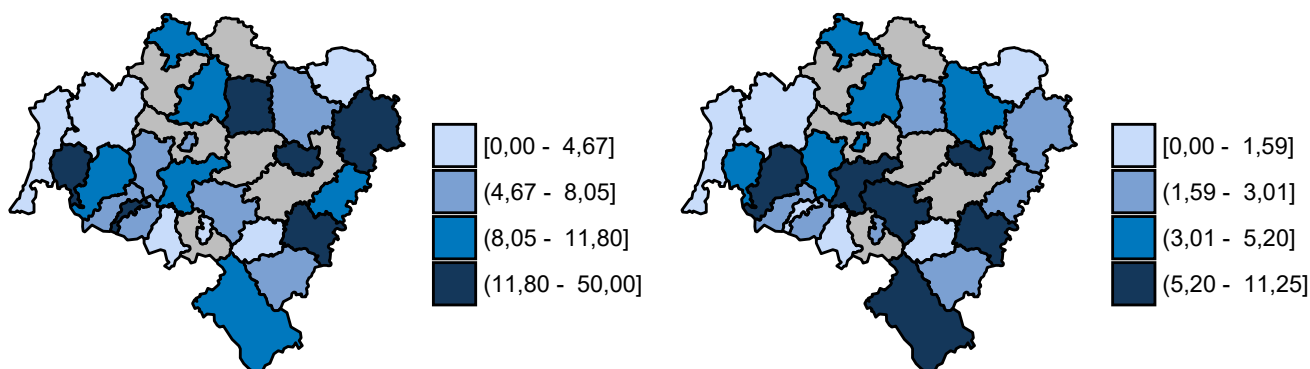 [0,00 - 4,67]
(4,67 - 8,05]
(8,05 - 11,80]
(11,80 - 50,00]
[0,00 - 1,59]
(1,59 - 3,01]
(3,01 - 5,20]
(5,20 - 11,25]